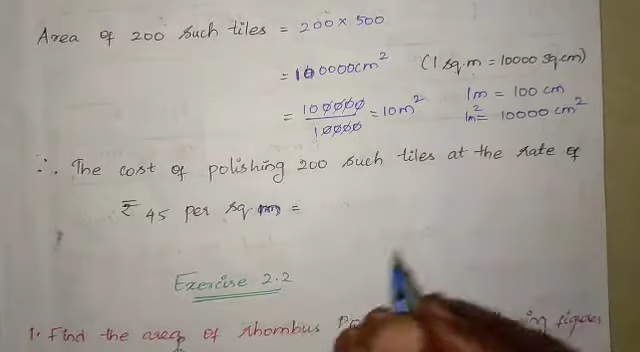 Area of 200 such tiles = 200 × 500
= 100000cm² (1 sq.m = 10000 sq.cm)
= 100000/10000 = 10m² 1m = 100 cm
1m² = 10000 cm²
∴ The cost of polishing 200 such tiles at the rate of
₹ 45 per sq.m =
Exercise 2.2
1. Find the area of rhombus figures